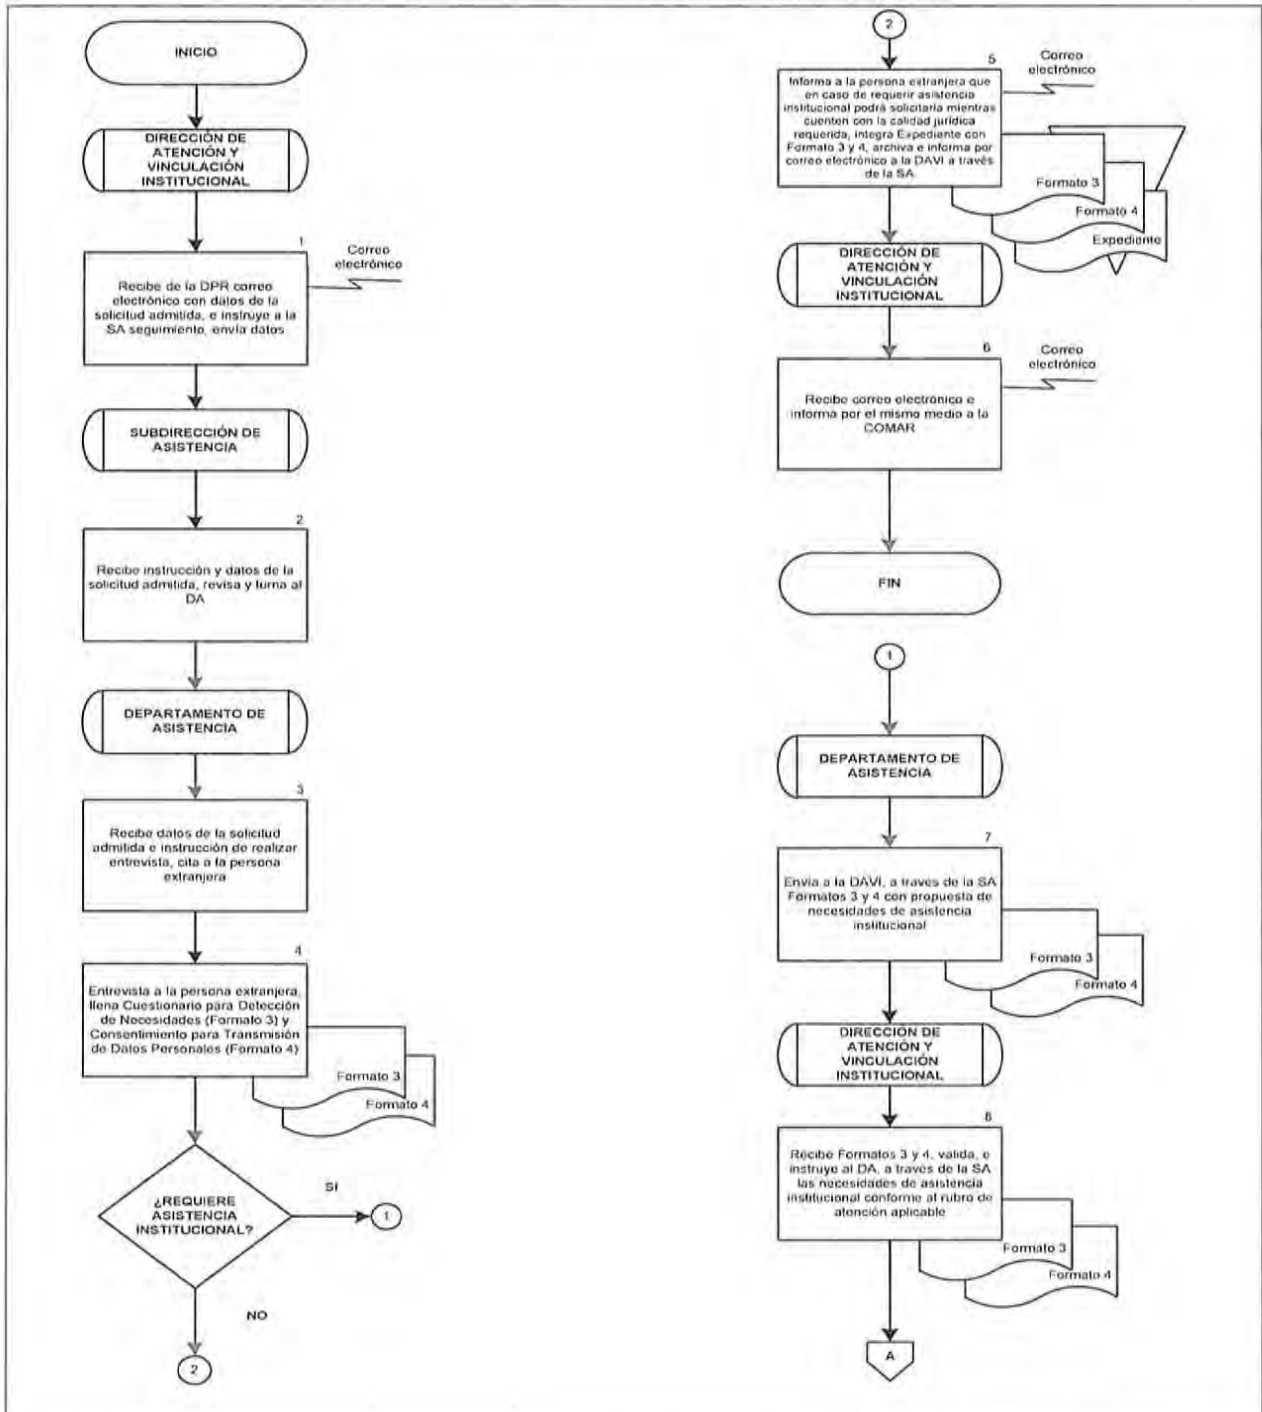 INICIO
DIRECCIÓN DE
ATENCIÓN Y
VINCULACIÓN
INSTITUCIONAL
1
Correo
electrónico
Recibe de la DPR correo
electrónico con datos de la
solicitud admitida, e instruye a la
SA seguimiento, envía datos
SUBDIRECCIÓN DE
ASISTENCIA
2
Recibe instrucción y datos de la
solicitud admitida, revisa y turna al
DA
DEPARTAMENTO DE
ASISTENCIA
3
Recibe datos de la solicitud
admitida e instrucción de realizar
entrevista, cita a la persona
extranjera
4
Entrevista a la persona extranjera,
llena Cuestionario para Detección
de Necesidades (Formato 3) y
Consentimiento para Transmisión
de Datos Personales (Formato 4)
Formato 3
Formato 4
¿REQUIERE
ASISTENCIA
INSTITUCIONAL?
SI
1
NO
2
2
5
Correo
electrónico
Informa a la persona extranjera que
en caso de requerir asistencia
institucional podrá solicitarla mientras
cuenten con la calidad jurídica
requerida, integra Expediente con
Formato 3 y 4, archiva e informa por
correo electrónico a la DAVI a través
de la SA
Formato 3
Formato 4
Expediente
DIRECCIÓN DE
ATENCIÓN Y
VINCULACIÓN
INSTITUCIONAL
6
Correo
electrónico
Recibe correo electrónico e
informa por el mismo medio a la
COMAR
FIN
1
DEPARTAMENTO DE
ASISTENCIA
7
Envía a la DAVI, a través de la SA
Formatos 3 y 4 con propuesta de
necesidades de asistencia
institucional
Formato 3
Formato 4
DIRECCIÓN DE
ATENCIÓN Y
VINCULACIÓN
INSTITUCIONAL
8
Recibe Formatos 3 y 4, valida, e
instruye al DA, a través de la SA
las necesidades de asistencia
institucional conforme al rubro de
atención aplicable
Formato 3
Formato 4
A